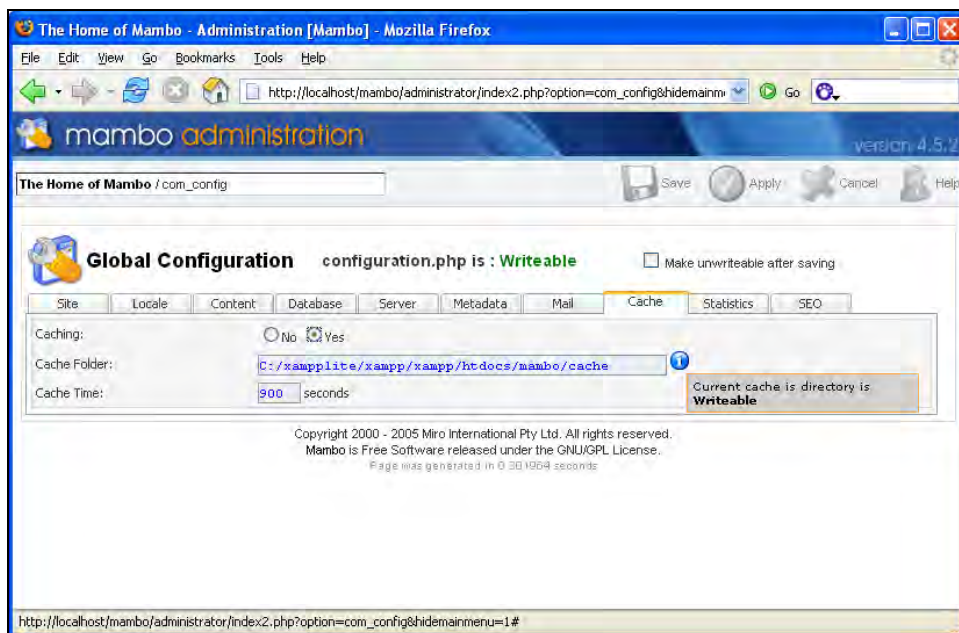 The Home of Mambo - Administration [Mambo] - Mozilla Firefox
File Edit View Go Bookmarks Tools Help
http://localhost/mambo/administrator/index2.php?option=com_config&hidemainm Go
mambo administration
version 4.5.2
The Home of Mambo / com_config Save Apply Cancel Help
Global Configuration configuration.php is : Writeable Make unwriteable after saving
Site Locale Content Database Server Metadata Mail Cache Statistics SEO
Caching: No Yes
Cache Folder: C:/xampplite/xampp/xampp/htdocs/mambo/cache
Cache Time: 900 seconds
Current cache is directory is
Writeable
Copyright 2000 - 2005 Miro International Pty Ltd. All rights reserved.
Mambo is Free Software released under the GNU/GPL License.
Page was generated in seconds
http://localhost/mambo/administrator/index2.php?option=com_config&hidemainmenu=1#